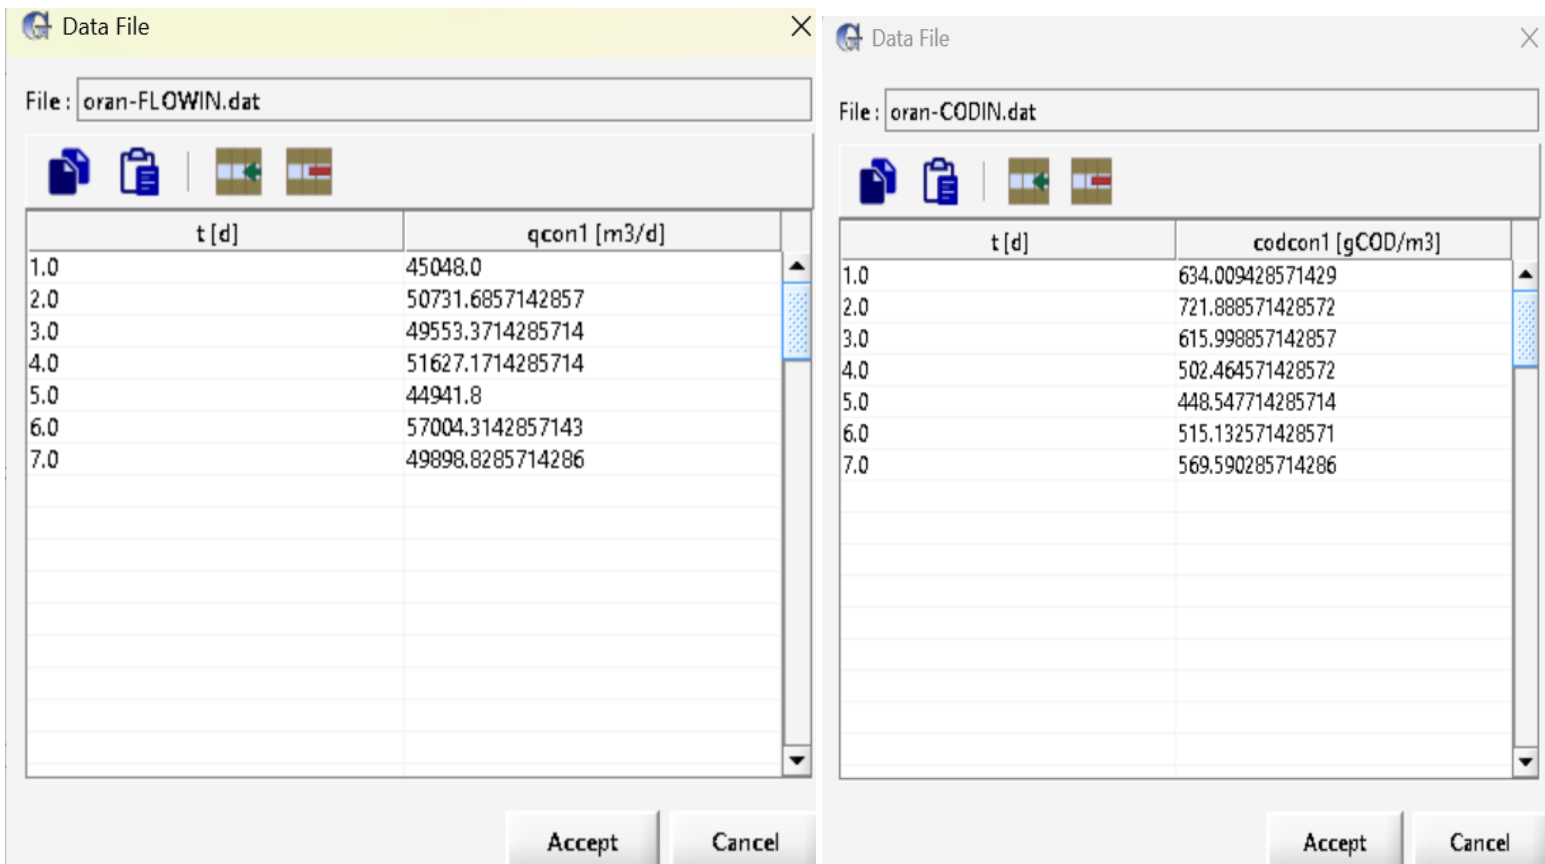 Data File
File : oran-FLOWIN.dat
t [d] qcon1 [m3/d]
1.0 45048.0
2.0 50731.6857142857
3.0 49553.3714285714
4.0 51627.1714285714
5.0 44941.8
6.0 57004.3142857143
7.0 49898.8285714286
Accept Cancel
Data File
File : oran-CODIN.dat
t [d] codcon1 [gCOD/m3]
1.0 634.009428571429
2.0 721.888571428572
3.0 615.998857142857
4.0 502.464571428572
5.0 448.547714285714
6.0 515.132571428571
7.0 569.590285714286
Accept Cancel